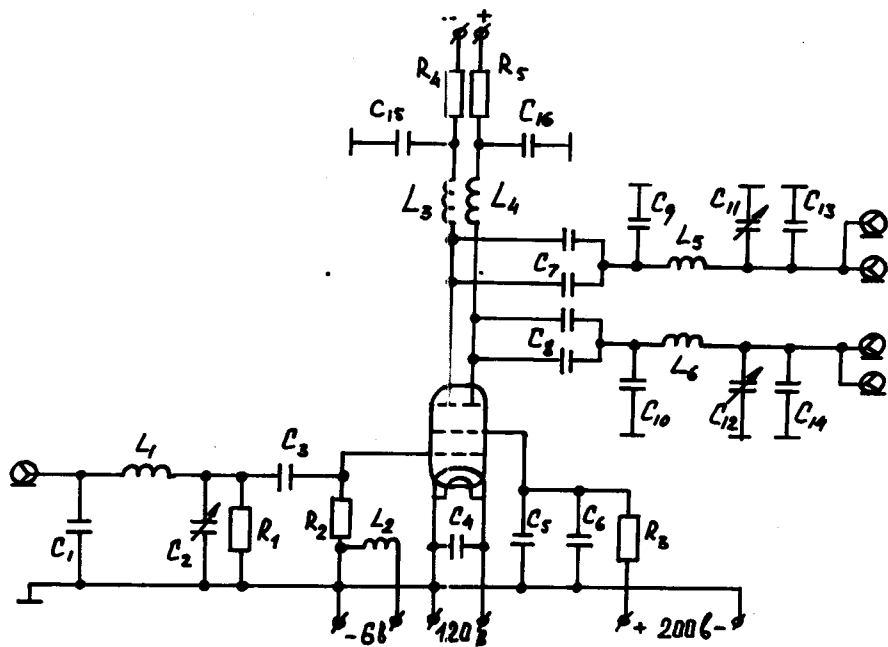 - +
R4 R5
C15 C16
L3 L4
C9 C11 C13
L5
C7
C8
L6
C10 C12 C14
L1 C3
C1 C2 R1 R2 L2 C4 C5 C6 R3
-6В 120В + 200В -